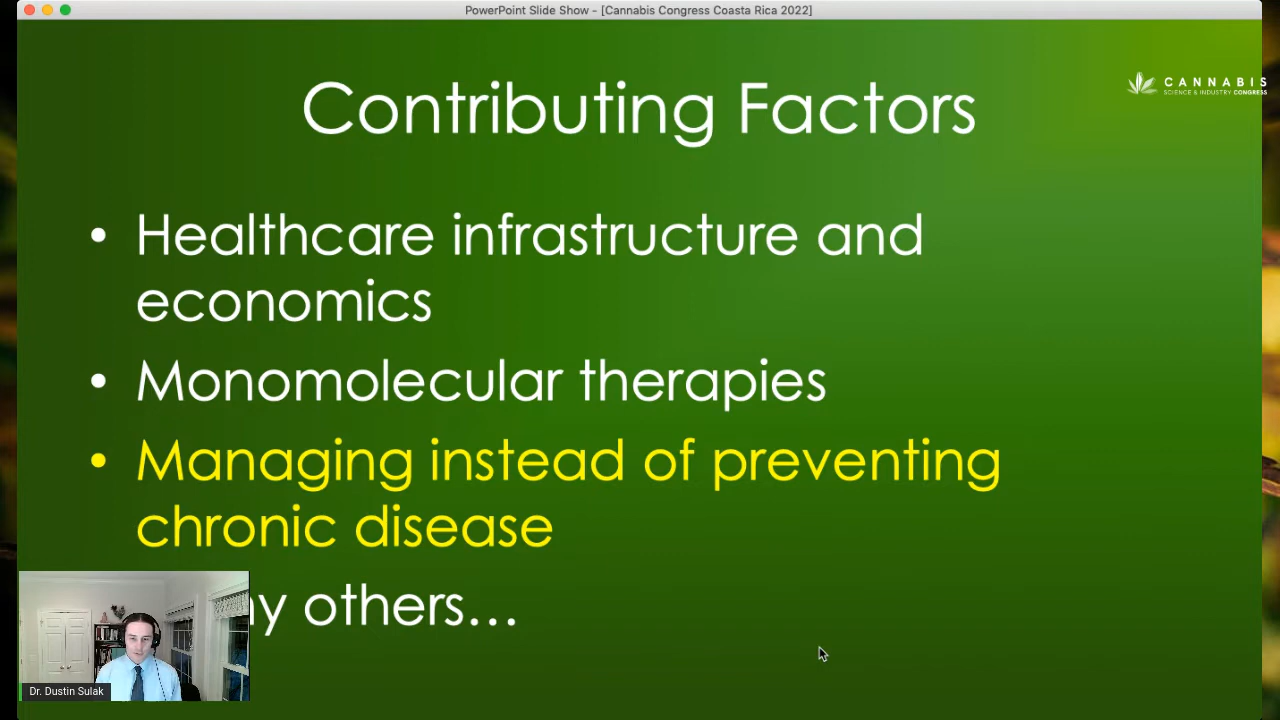 PowerPoint Slide Show - [Cannabis Congress Coasta Rica 2022]
CANNABIS
SCIENCE & INDUSTRY CONGRESS
Contributing Factors
• Healthcare infrastructure and
economics
• Monomolecular therapies
• Managing instead of preventing
chronic disease
others...
Dr. Dustin Sulak